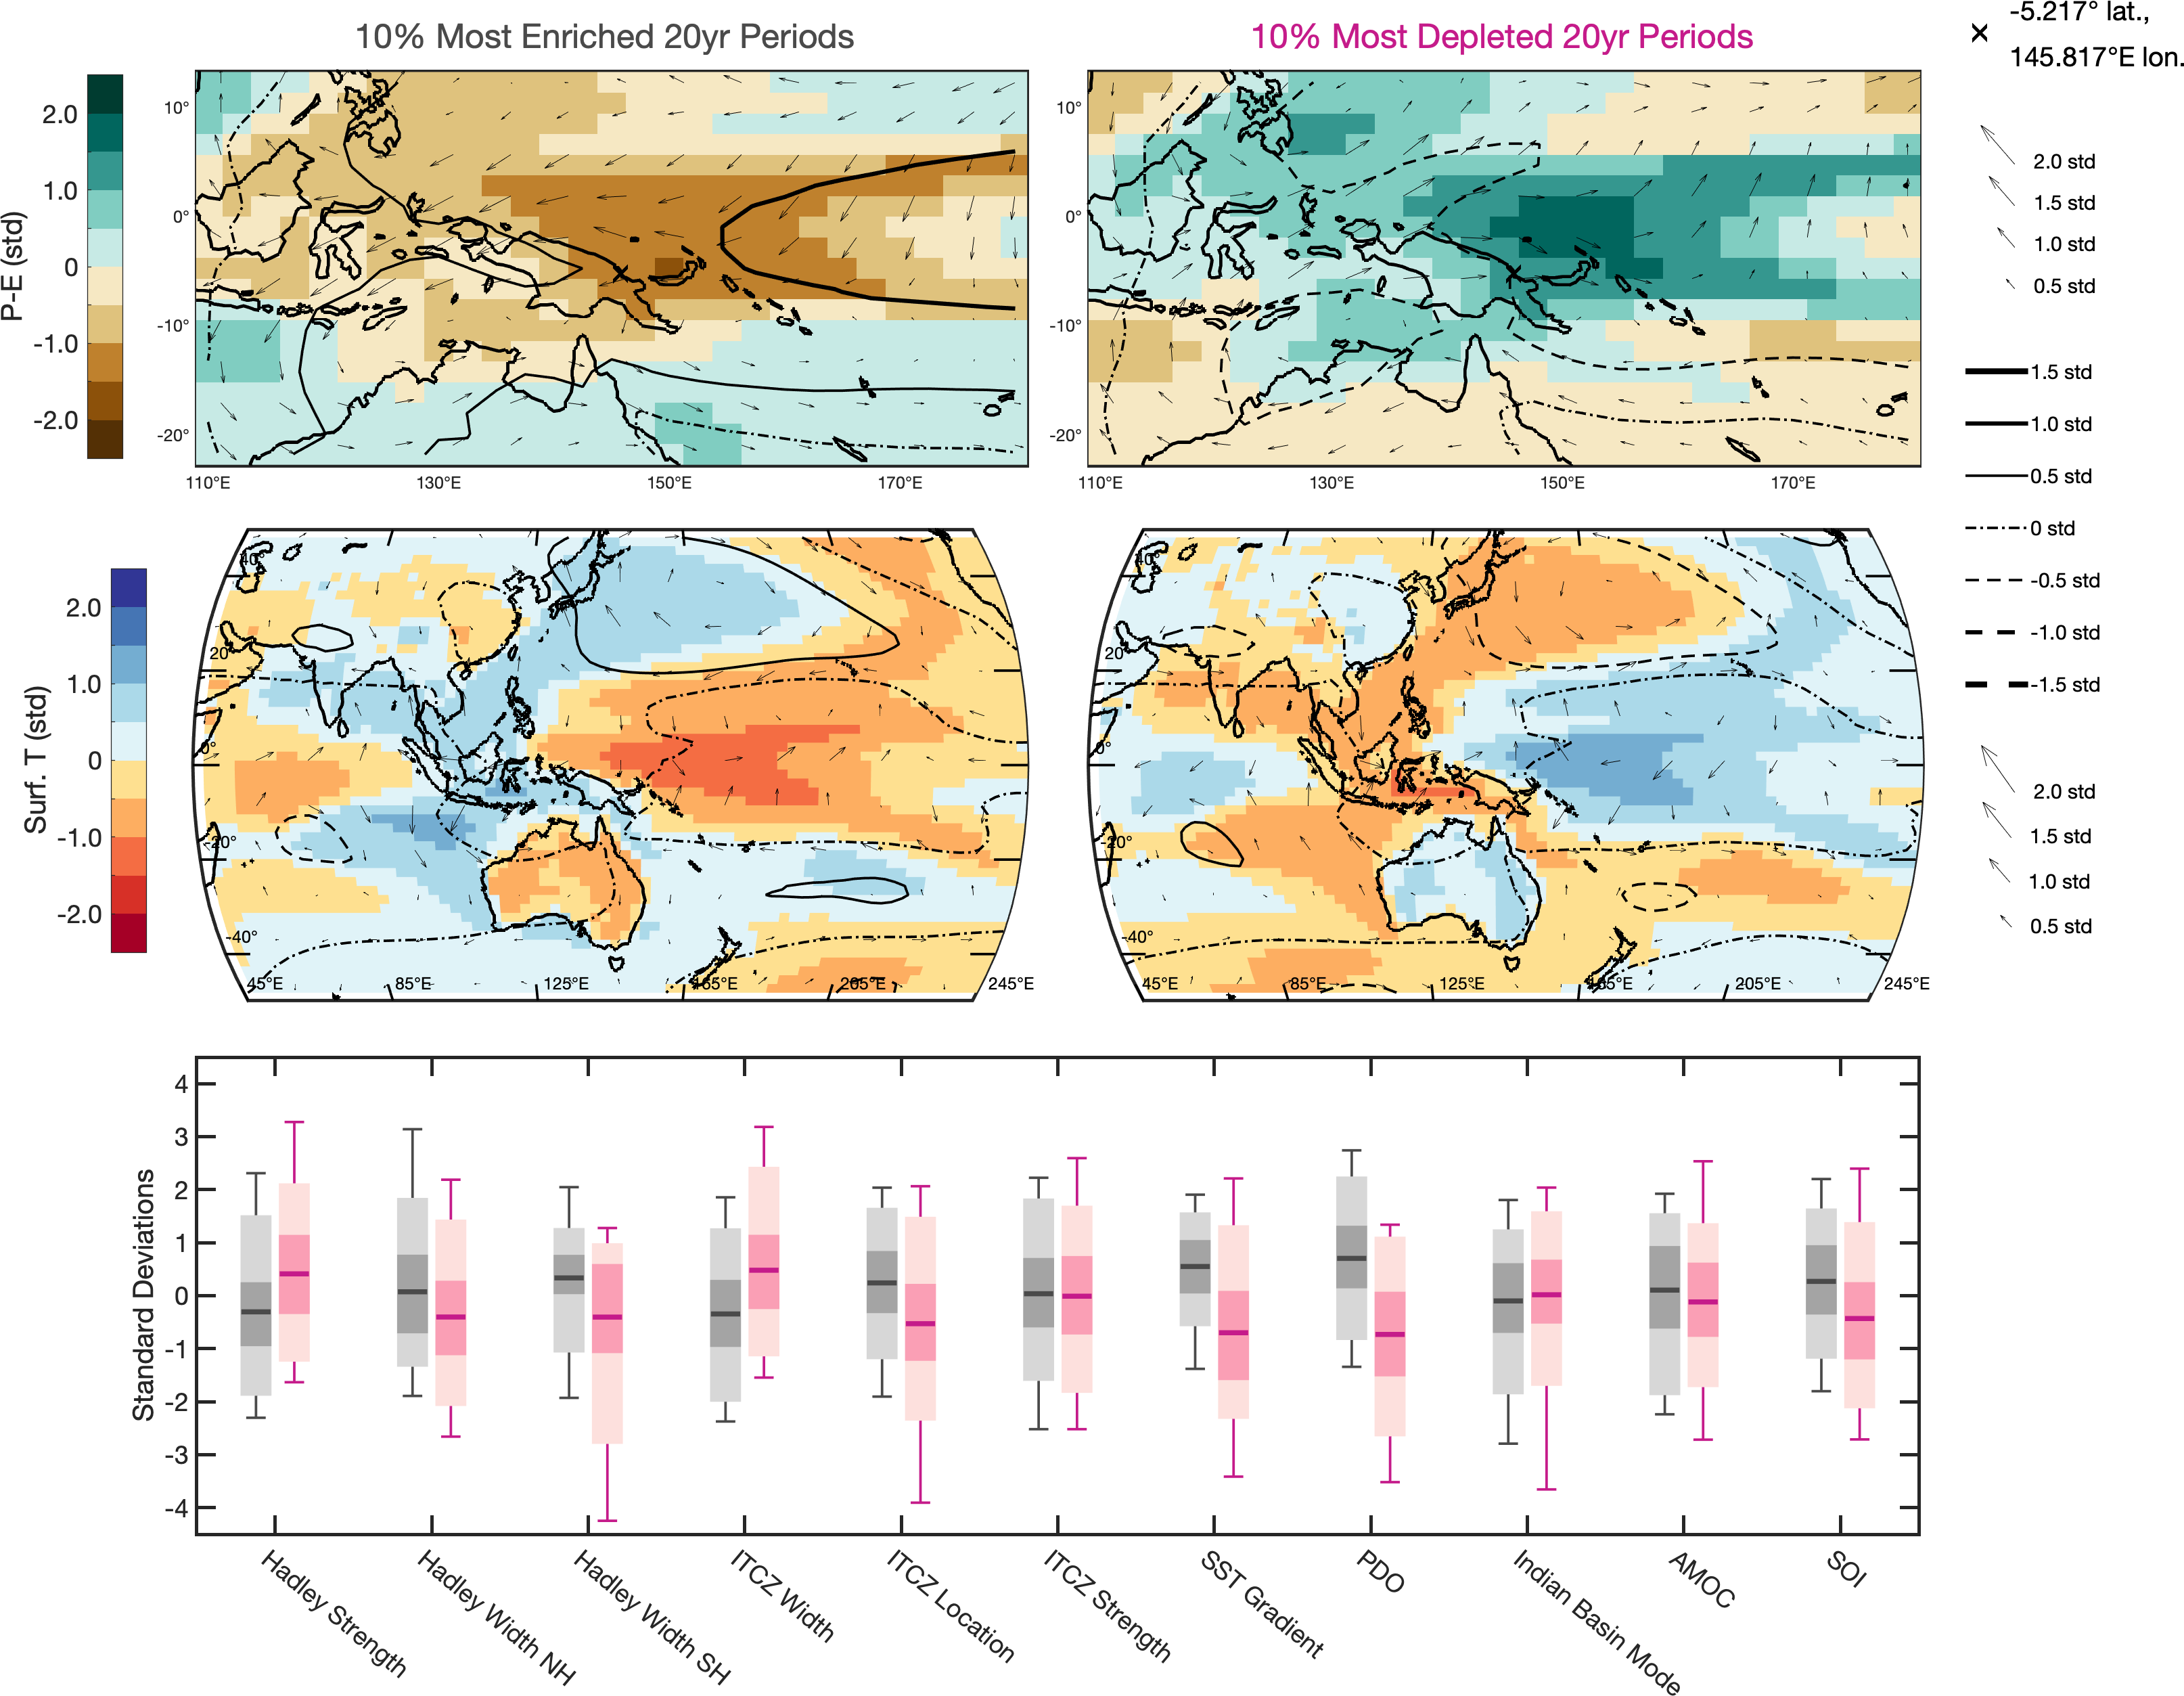 10% Most Enriched 20yr Periods
10% Most Depleted 20yr Periods
× -5.217° lat.,
145.817°E lon.
P-E (std)
2.0
1.0
0
-1.0
-2.0
10°
0°
-10°
-20°
110°E 130°E 150°E 170°E
10°
0°
-10°
-20°
110°E 130°E 150°E 170°E
2.0 std
1.5 std
1.0 std
0.5 std
1.5 std
1.0 std
0.5 std
0 std
-0.5 std
-1.0 std
-1.5 std
Surf. T (std)
2.0
1.0
0
-1.0
-2.0
40°
20°
0°
-20°
-40°
45°E 85°E 125°E 165°E 205°E 245°E
40°
20°
0°
-20°
-40°
45°E 85°E 125°E 165°E 205°E 245°E
2.0 std
1.5 std
1.0 std
0.5 std
Standard Deviations
4
3
2
1
0
-1
-2
-3
-4
Hadley Strength
Hadley Width NH
Hadley Width SH
ITCZ Width
ITCZ Location
ITCZ Strength
SST Gradient
PDO
Indian Basin Mode
AMOC
SOI